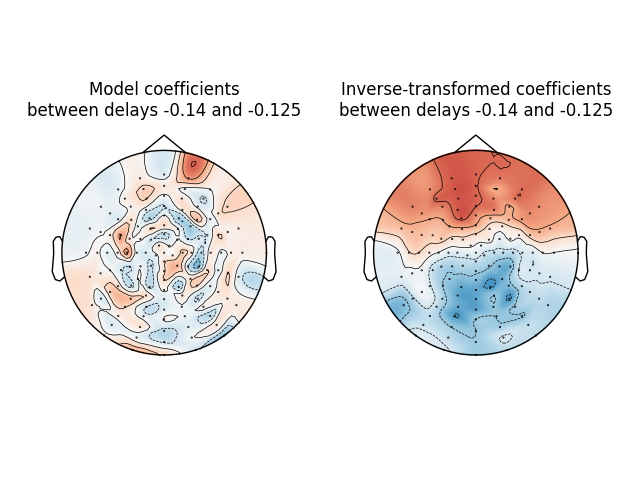 Model coefficients
between delays -0.14 and -0.125
Inverse-transformed coefficients
between delays -0.14 and -0.125